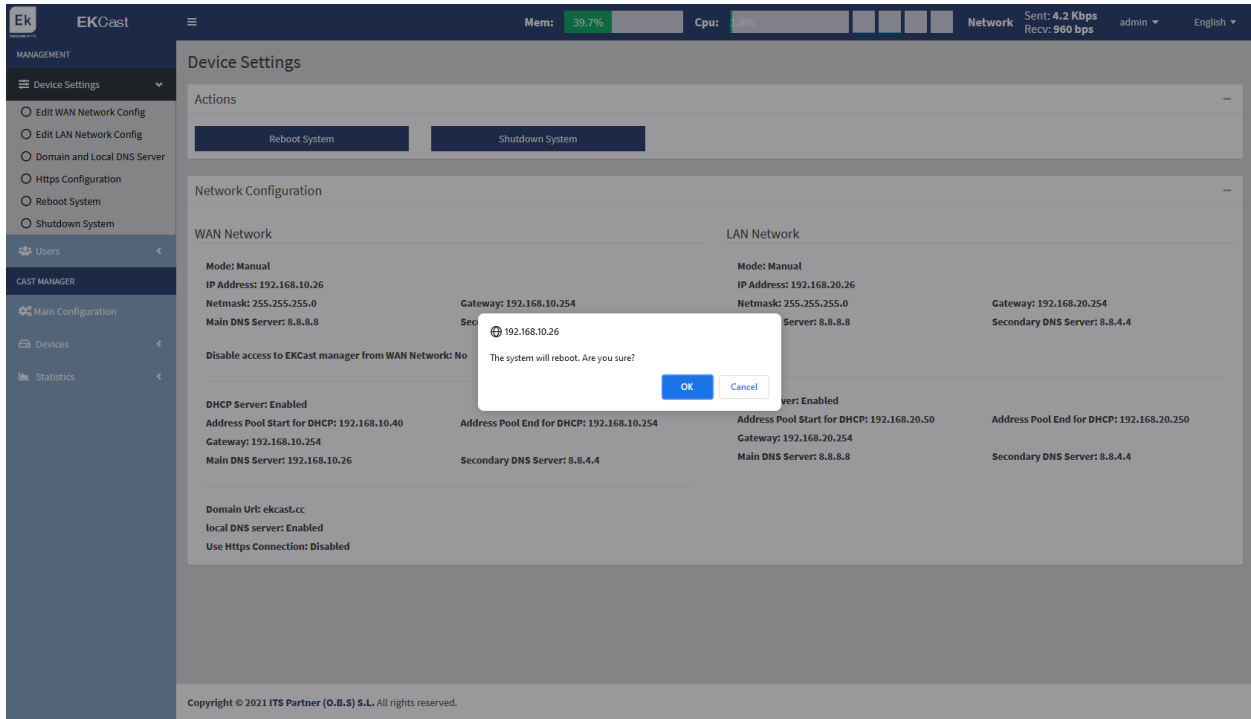 Ek
EKCast
Mem: 39.7%
Cpu: 1.8%
Network
Sent: 4.2 Kbps
Recv: 960 bps
admin
English
MANAGEMENT
Device Settings
Edit WAN Network Config
Edit LAN Network Config
Domain and Local DNS Server
Https Configuration
Reboot System
Shutdown System
Users
CAST MANAGER
Main Configuration
Devices
Statistics
Device Settings
Actions
Reboot System
Shutdown System
Network Configuration
WAN Network
Mode: Manual
IP Address: 192.168.10.26
Netmask: 255.255.255.0
Gateway: 192.168.10.254
Main DNS Server: 8.8.8.8
Disable access to EKCast manager from WAN Network: No
DHCP Server: Enabled
Address Pool Start for DHCP: 192.168.10.40
Address Pool End for DHCP: 192.168.10.254
Gateway: 192.168.10.254
Main DNS Server: 192.168.10.26
Secondary DNS Server: 8.8.4.4
Domain Url: ekcast.cc
local DNS server: Enabled
Use Https Connection: Disabled
LAN Network
Mode: Manual
IP Address: 192.168.20.26
Netmask: 255.255.255.0
Gateway: 192.168.20.254
Server: 8.8.8.8
Secondary DNS Server: 8.8.4.4
Enabled
Address Pool Start for DHCP: 192.168.20.50
Address Pool End for DHCP: 192.168.20.250
Gateway: 192.168.20.254
Main DNS Server: 8.8.8.8
Secondary DNS Server: 8.8.4.4
192.168.10.26
The system will reboot. Are you sure?
OK
Cancel
Copyright © 2021 ITS Partner (O.B.S) S.L. All rights reserved.